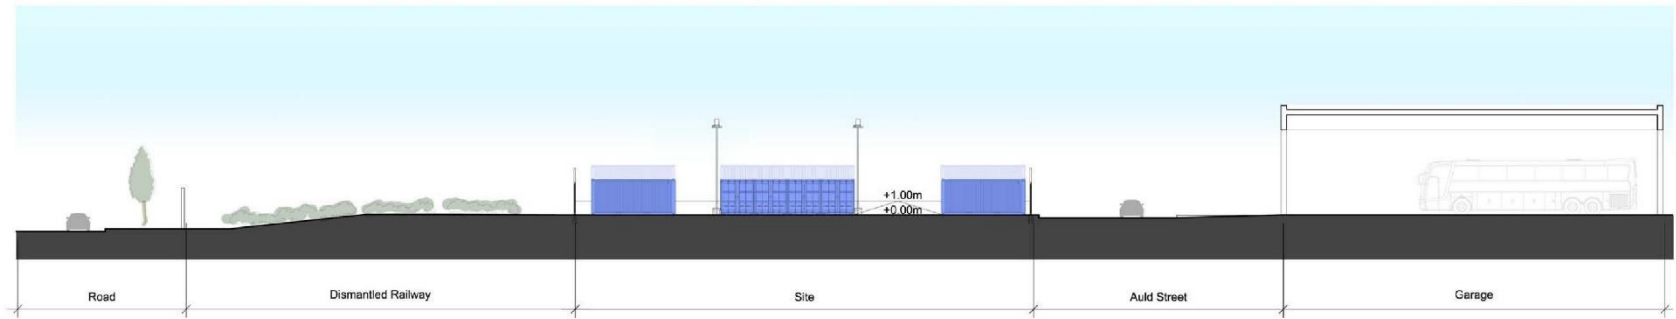 +1.00m
+0.00m
Road
Dismantled Railway
Site
Auld Street
Garage